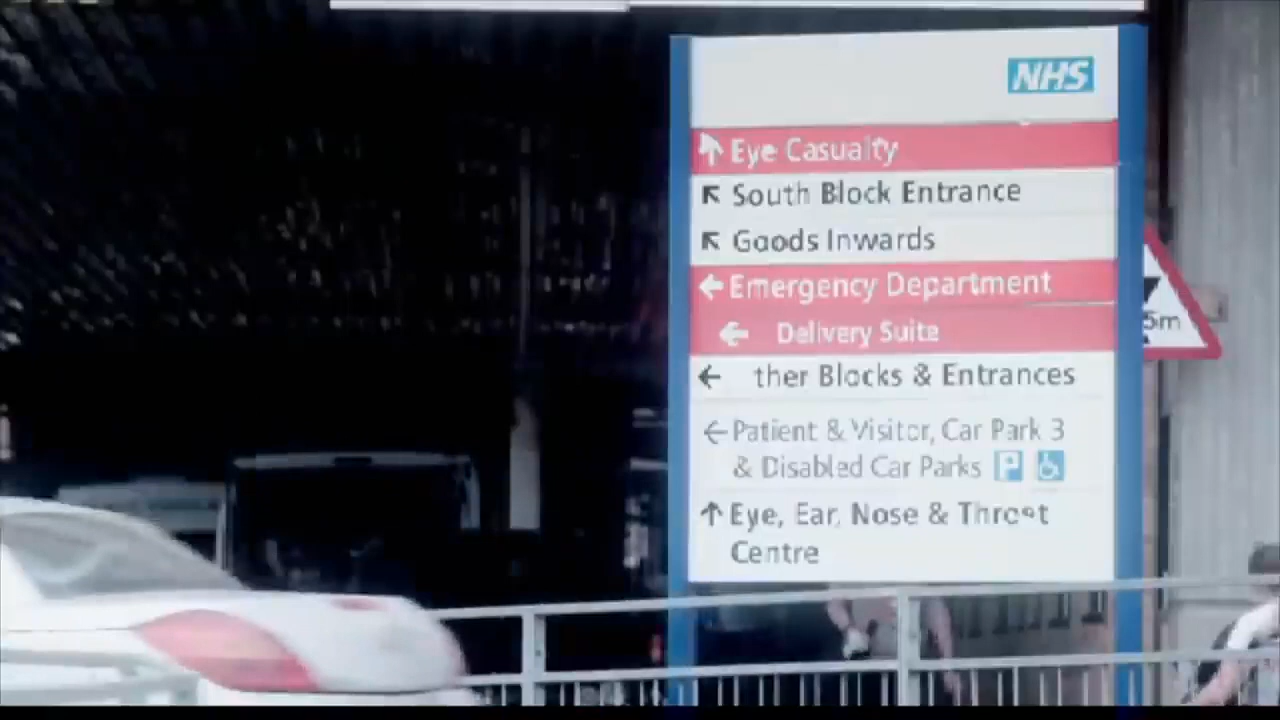 NHS
Eye Casualty
South Block Entrance
Goods Inwards
Emergency Department
Delivery Suite
ther Blocks & Entrances
Patient & Visitor, Car Park 3
& Disabled Car Parks P
Eye, Ear, Nose & Throat
Centre
5m